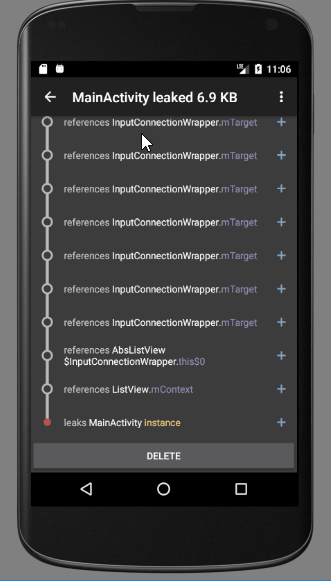 LTE 11:06
MainActivity leaked 6.9 KB
references InputConnectionWrapper.mTarget
references InputConnectionWrapper.mTarget
references InputConnectionWrapper.mTarget
references InputConnectionWrapper.mTarget
references InputConnectionWrapper.mTarget
references InputConnectionWrapper.mTarget
references InputConnectionWrapper.mTarget
references AbsListView
$InputConnectionWrapper.this$0
references ListView.mContext
leaks MainActivity instance
DELETE